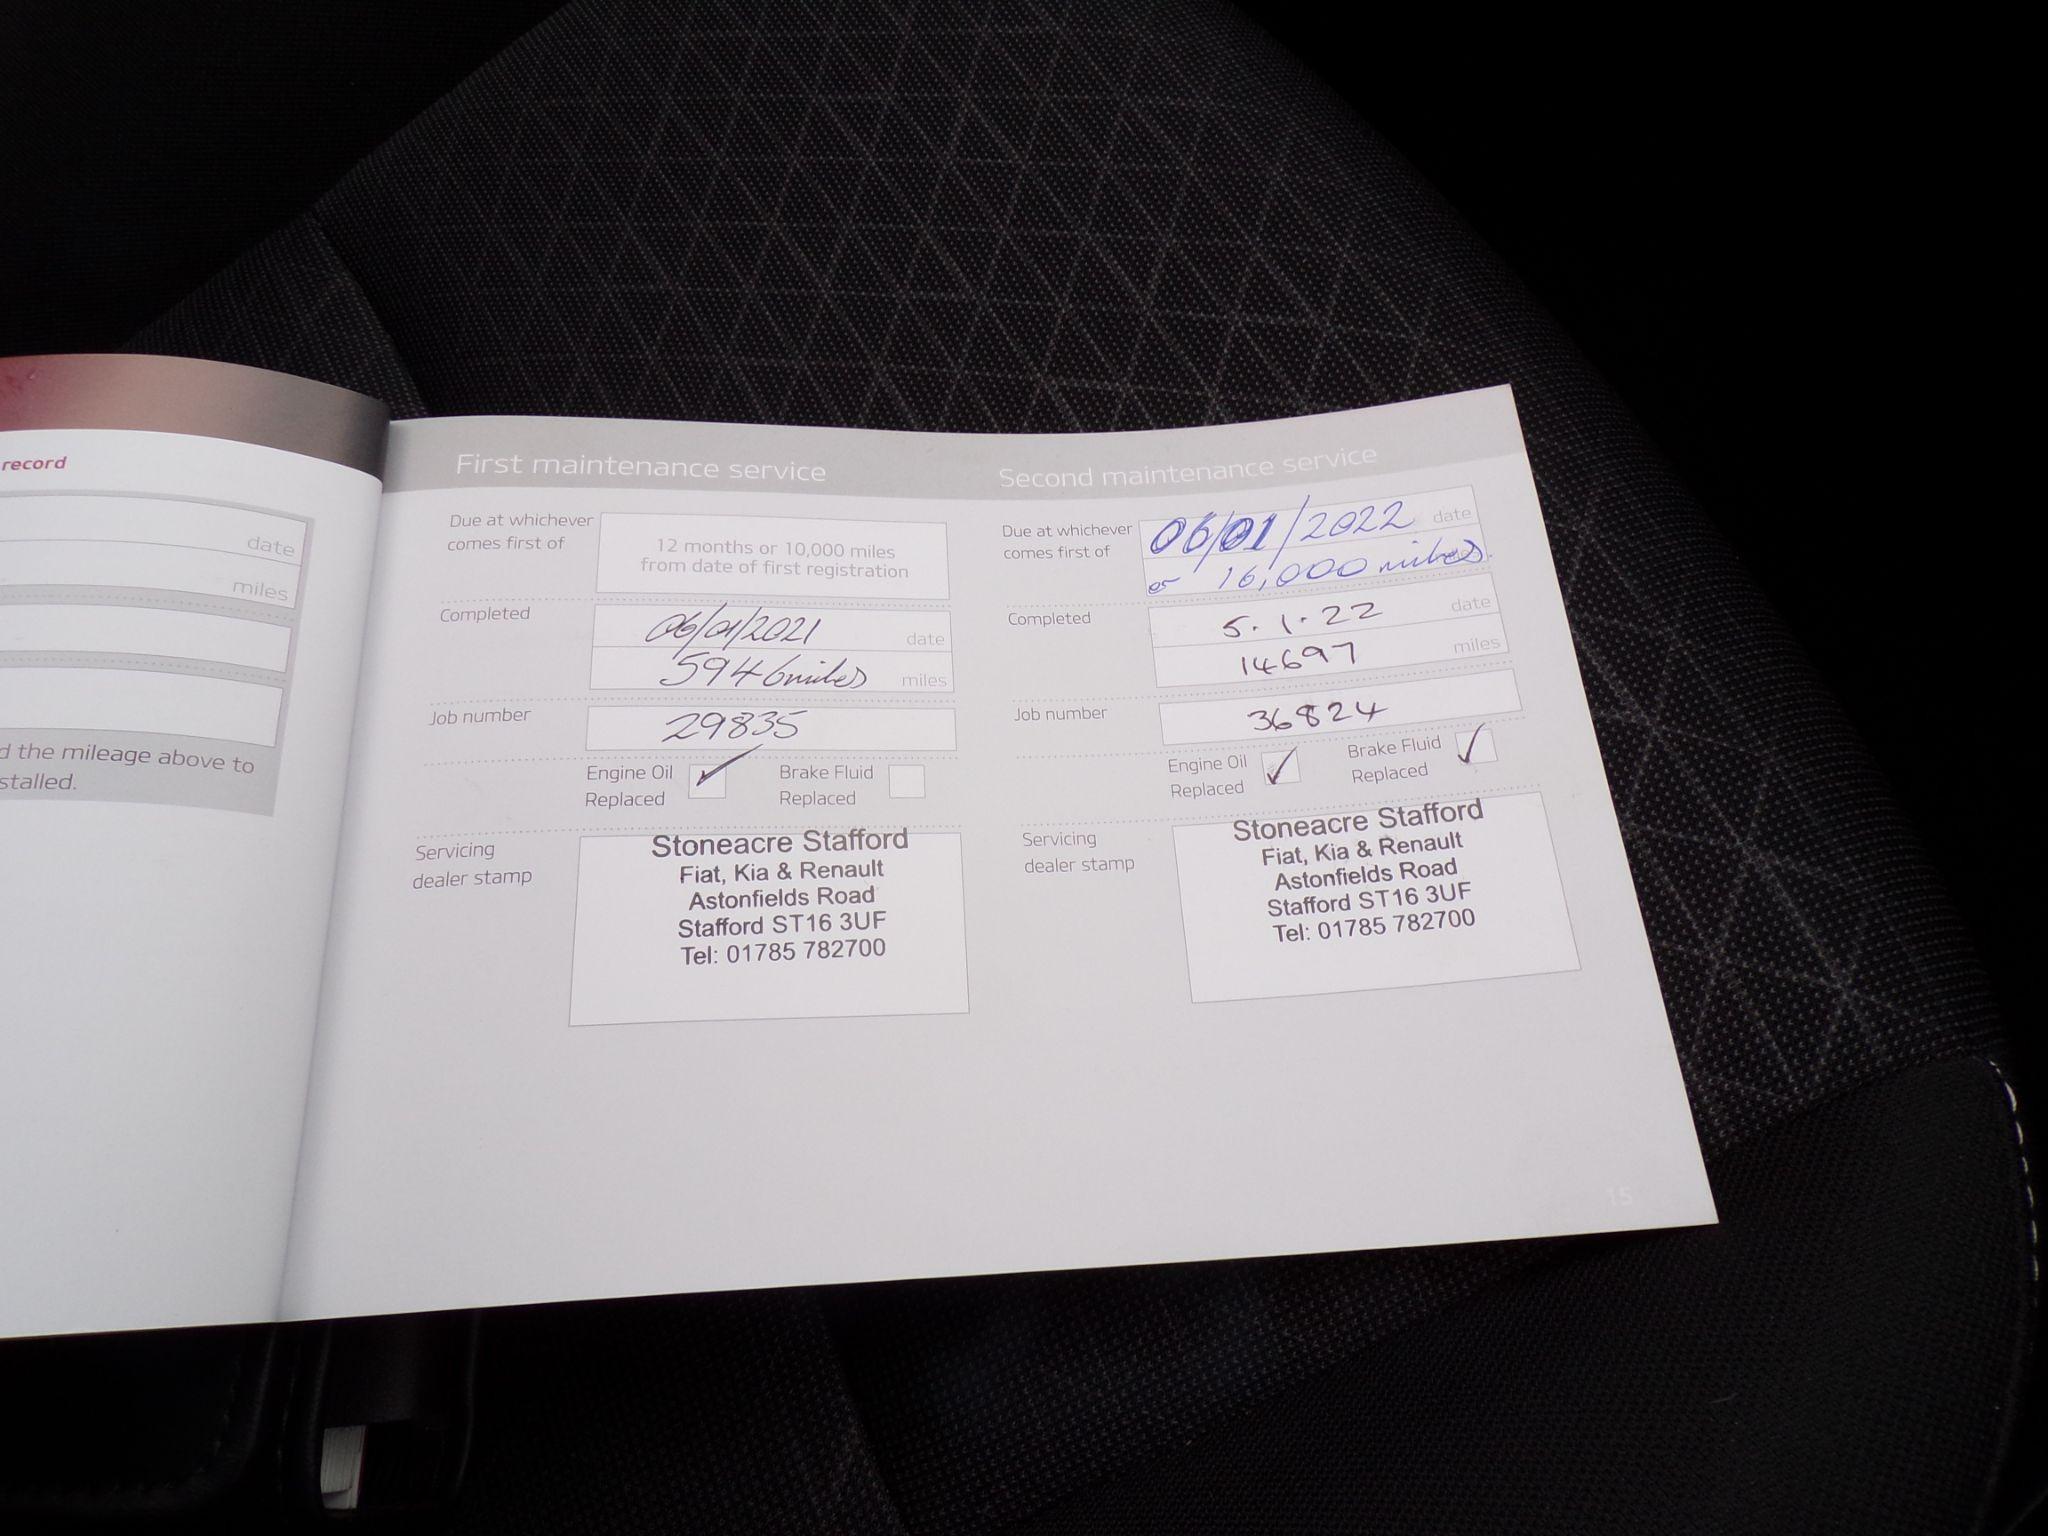 record
date
miles
d the mileage above to
stalled.
First maintenance service
Due at whichever
comes first of
12 months or 10,000 miles
from date of first registration
Completed
06/01/2021 date
5946 miles miles
Job number
29835
Engine Oil
Replaced
Brake Fluid
Replaced
Servicing
dealer stamp
Stoneacre Stafford
Fiat, Kia & Renault
Astonfields Road
Stafford ST16 3UF
Tel: 01785 782700
Second maintenance service
Due at whichever
comes first of
06/01/2022 date
or 16,000 miles
Completed
5.1.22 date
14697 miles
Job number
36824
Engine Oil
Replaced
Brake Fluid
Replaced
Servicing
dealer stamp
Stoneacre Stafford
Fiat, Kia & Renault
Astonfields Road
Stafford ST16 3UF
Tel: 01785 782700
15